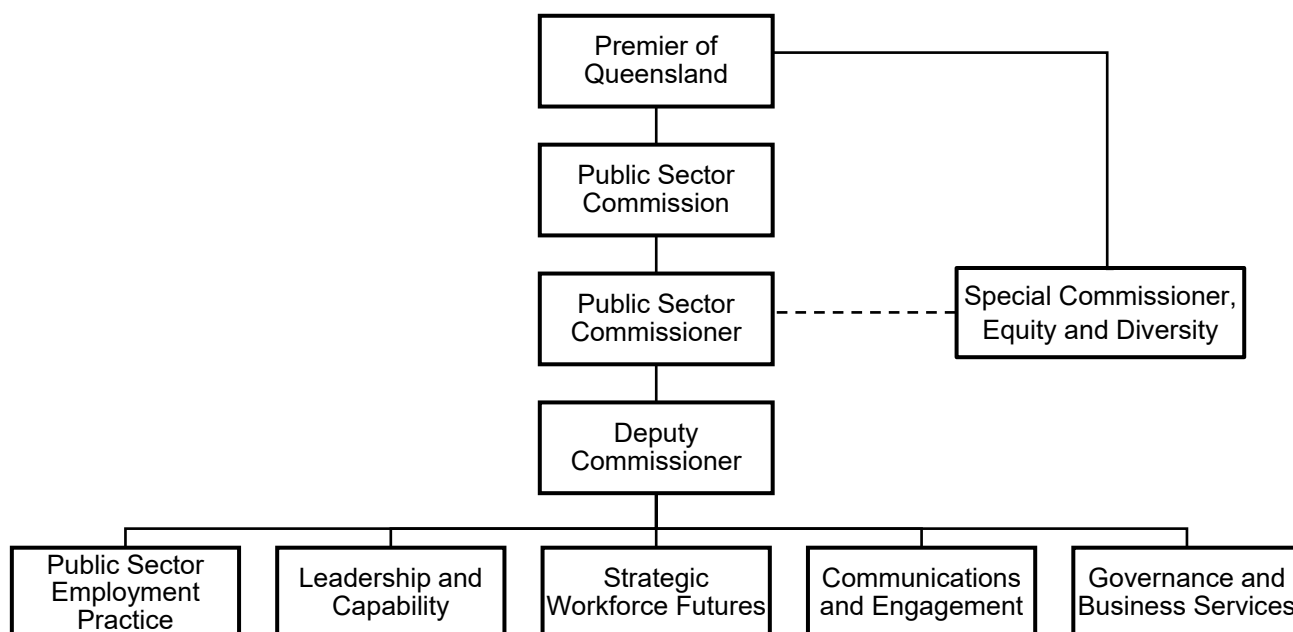 Premier of
Queensland
Public Sector
Commission
Public Sector
Commissioner
Special Commissioner,
Equity and Diversity
Deputy
Commissioner
Public Sector
Employment
Practice
Leadership and
Capability
Strategic
Workforce Futures
Communications
and Engagement
Governance and
Business Services